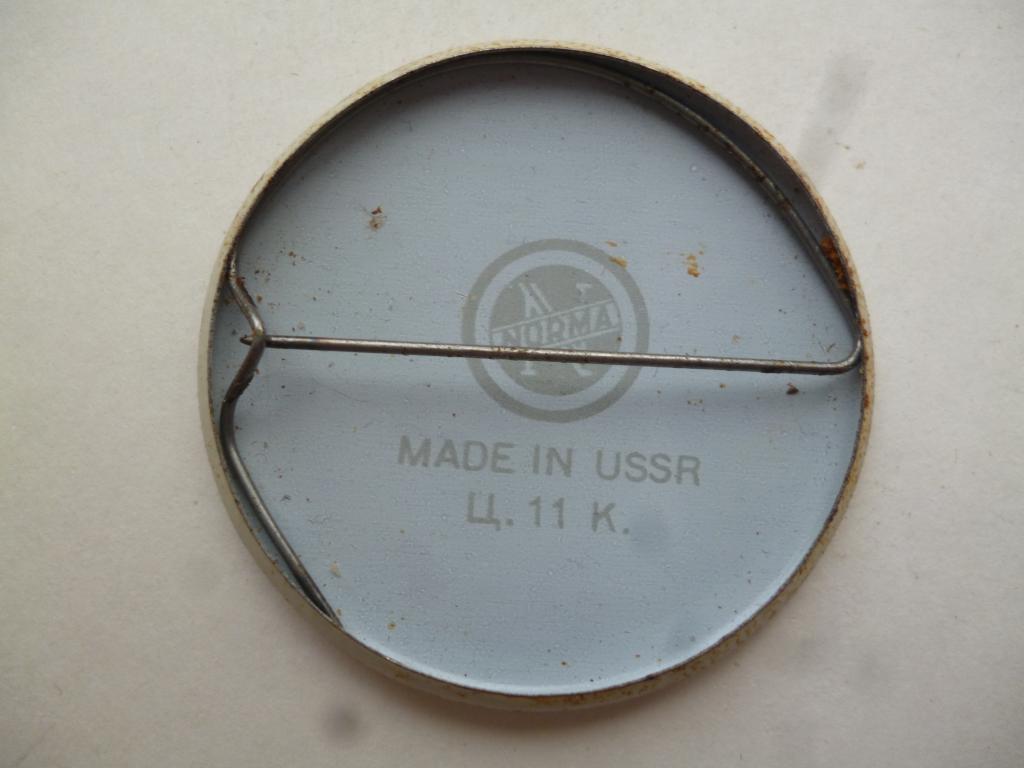 NORMA
MADE IN USSR
Ц. 11 К.